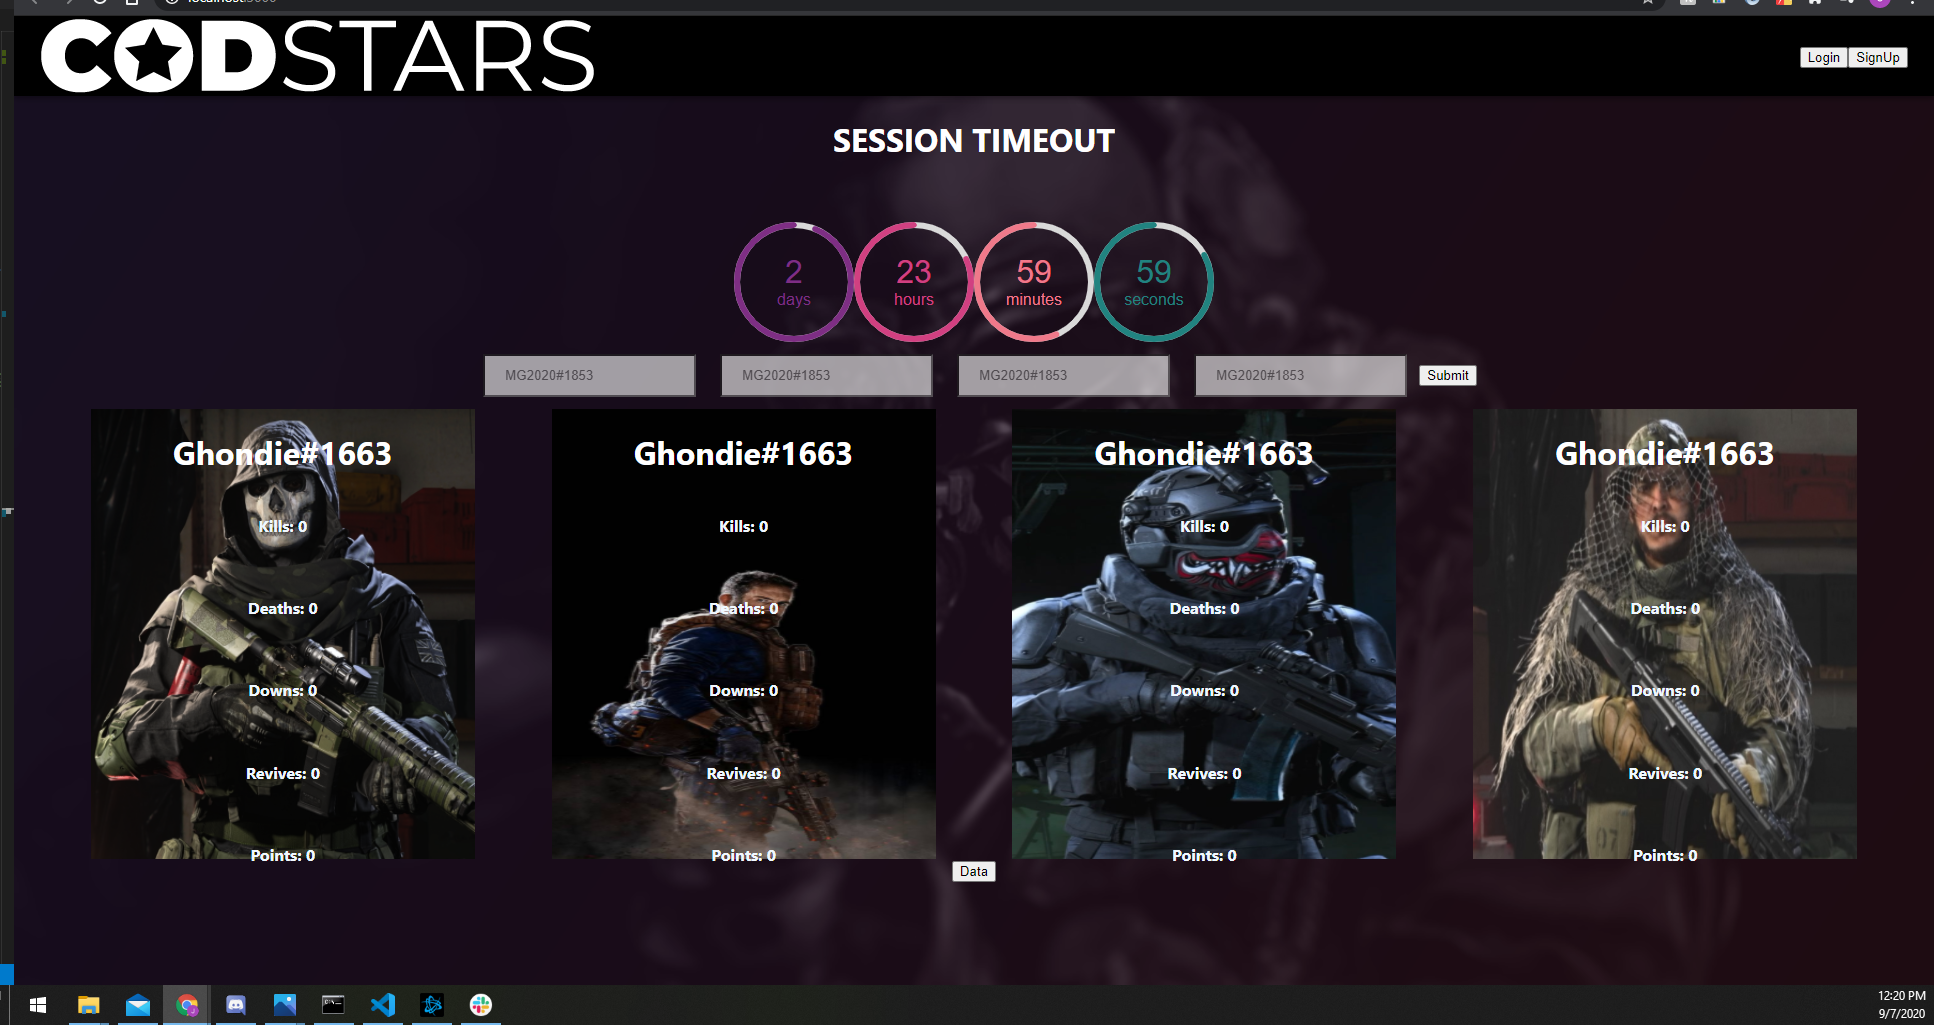 CODSTARS
Login SignUp
SESSION TIMEOUT
2 days
23 hours
59 minutes
59 seconds
MG2020#1853 MG2020#1853 MG2020#1853 MG2020#1853 Submit
Ghondie#1663 Ghondie#1663 Ghondie#1663 Ghondie#1663
Kills: 0 Kills: 0 Kills: 0 Kills: 0
Deaths: 0 Deaths: 0 Deaths: 0 Deaths: 0
Downs: 0 Downs: 0 Downs: 0 Downs: 0
Revives: 0 Revives: 0 Revives: 0 Revives: 0
Points: 0 Points: 0 Points: 0 Points: 0
Data
12:20 PM
9/7/2020